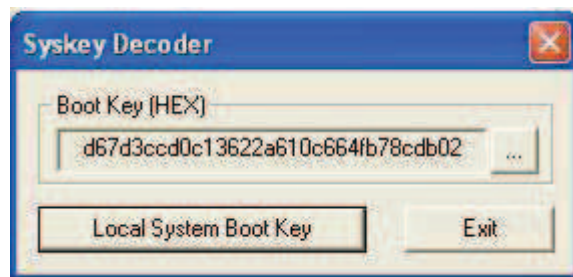 Syskey Decoder
Boot Key (HEX)
d67d3ccd0c13622a610c664fb78cdb02
...
Local System Boot Key
Exit